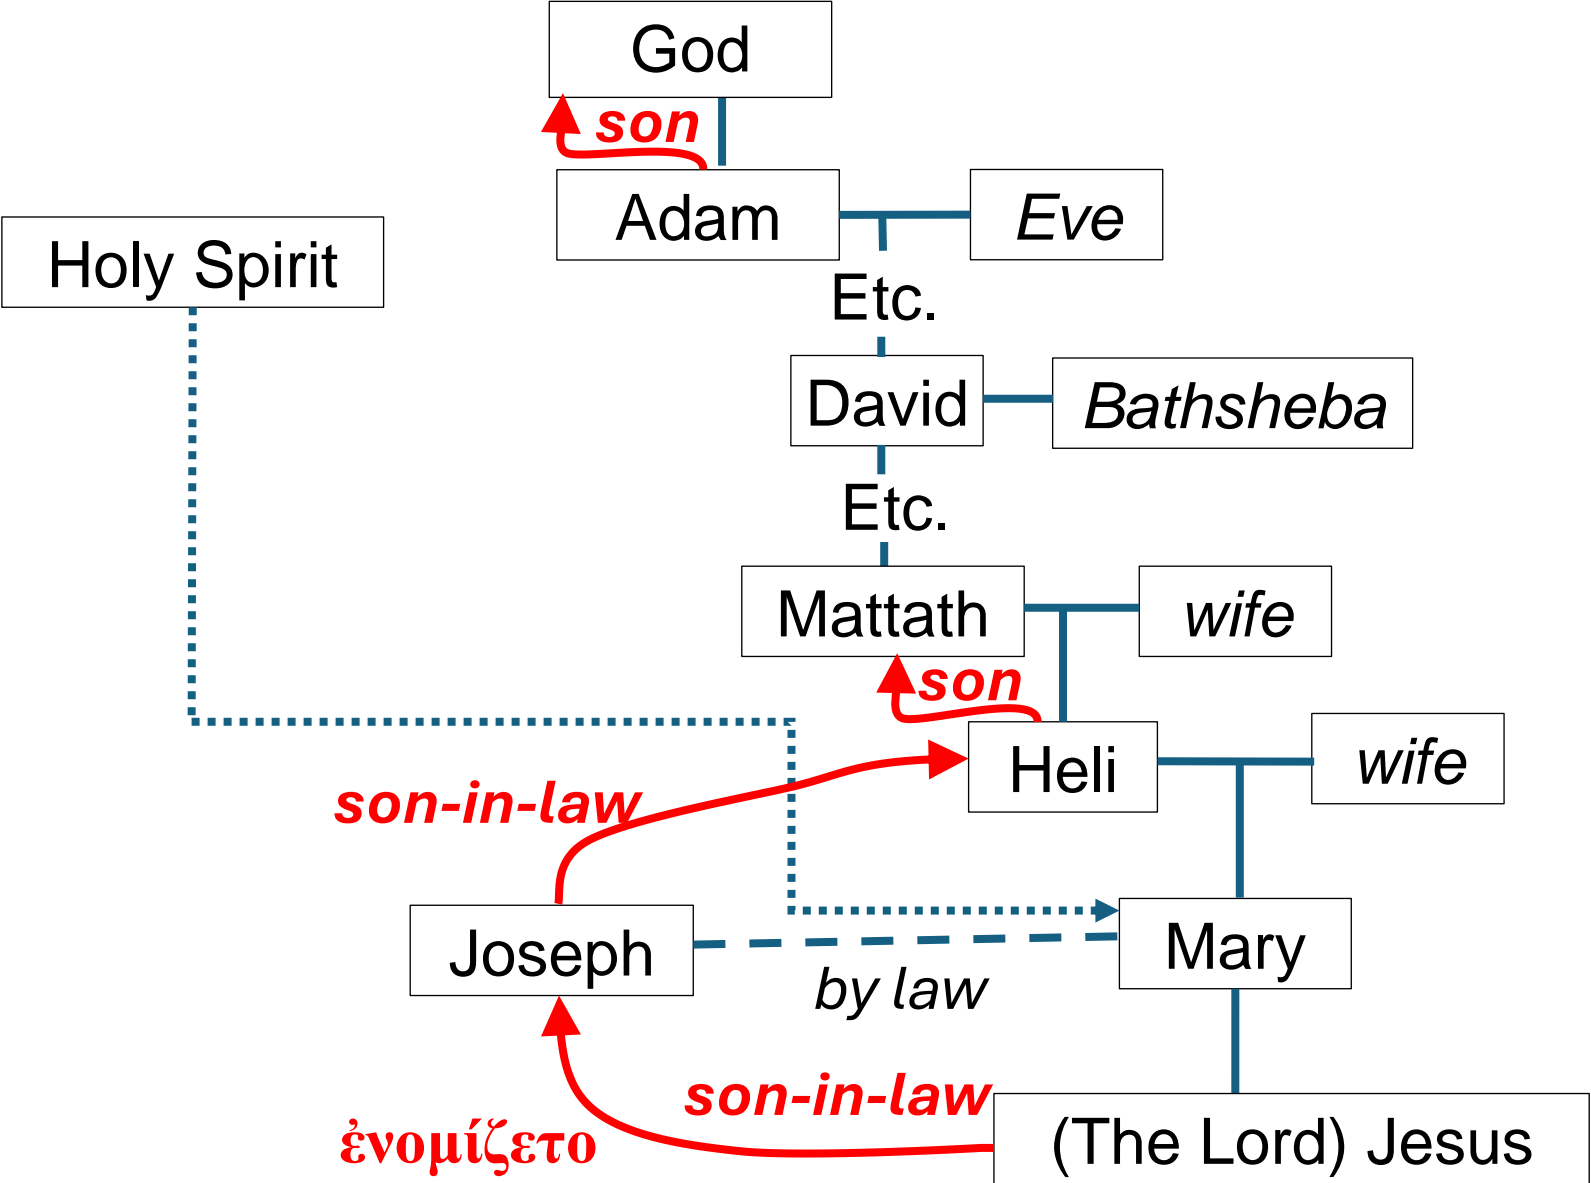 God
son
Adam
Eve
Holy Spirit
Etc.
David
Bathsheba
Etc.
Mattath
wife
son
Heli
wife
son-in-law
Joseph
Mary
by law
son-in-law
ἐνομίζετο
(The Lord) Jesus